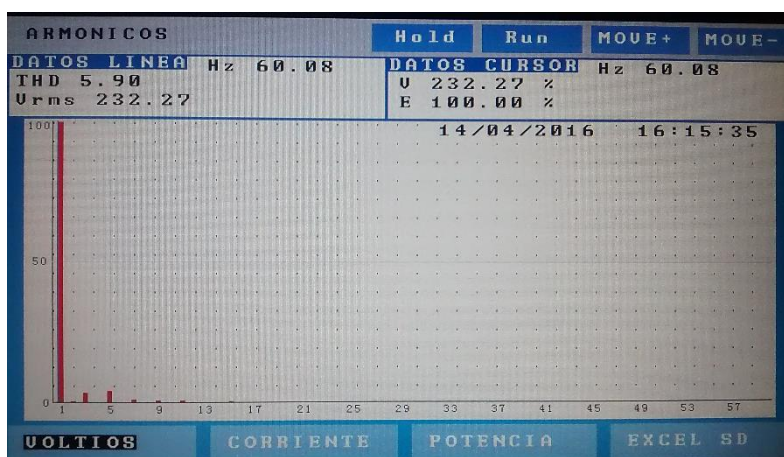 ARMONICOS Hold Run MOVE+ MOVE-
DATOS LINEA Hz 60.08 DATOS CURSOR Hz 60.08
THD 5.90 V 232.27 %
Vrms 232.27 E 100.00 %
14/04/2016 16:15:35
100
50
0
1 5 9 13 17 21 25 29 33 37 41 45 49 53 57
VOLTIOS CORRIENTE POTENCIA EXCEL SD